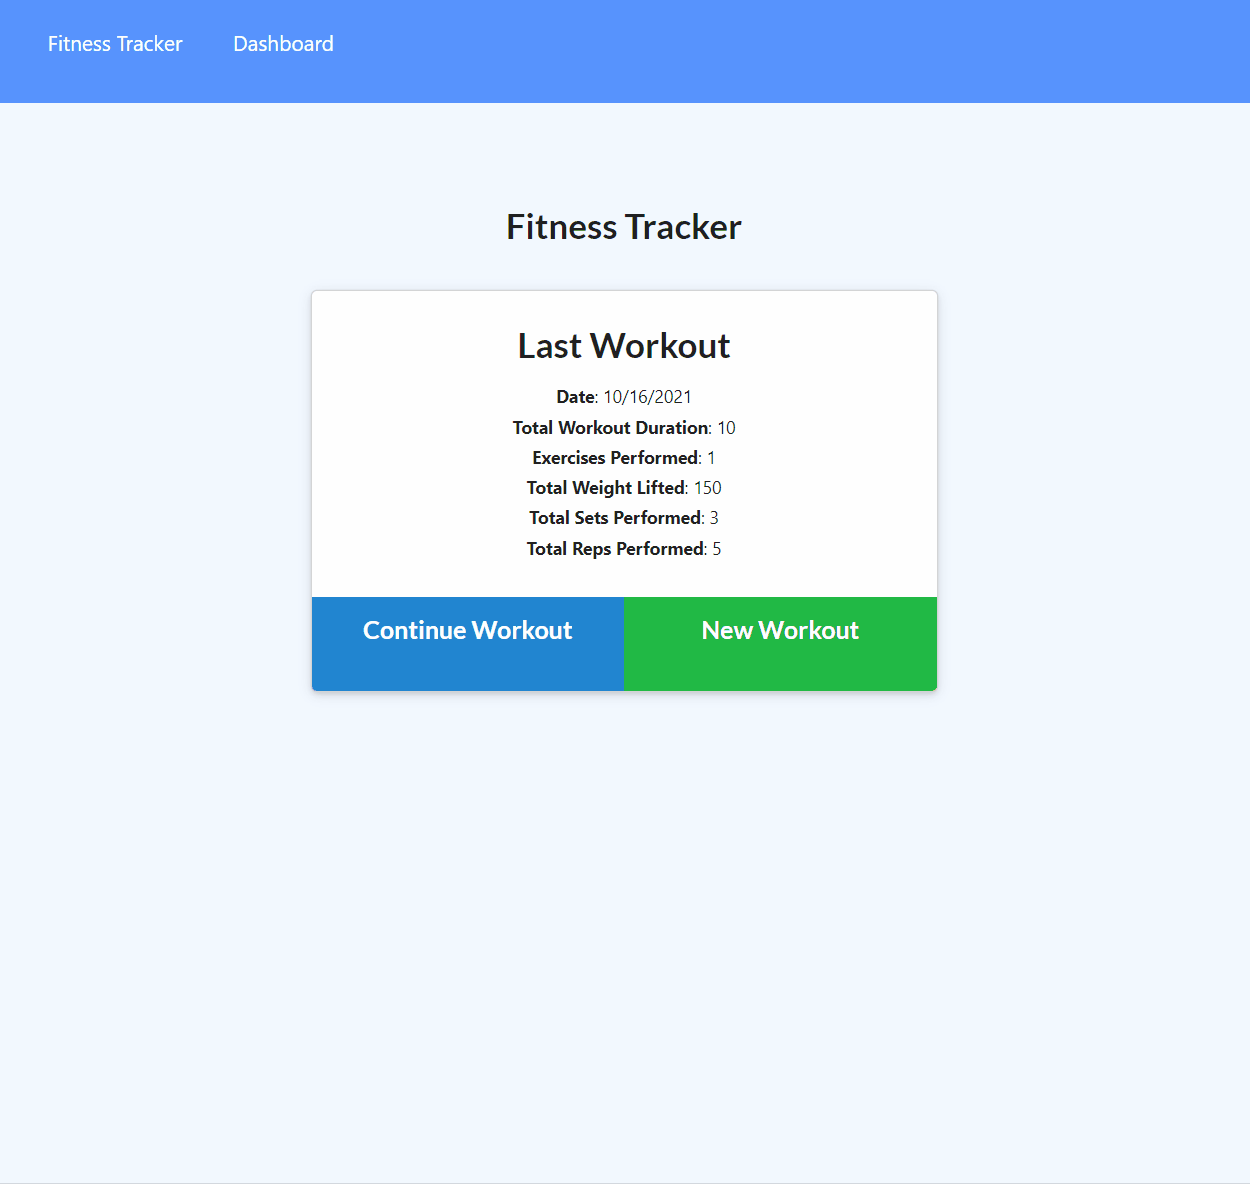 Fitness Tracker Dashboard
Fitness Tracker
Last Workout
Date: 10/16/2021
Total Workout Duration: 10
Exercises Performed: 1
Total Weight Lifted: 150
Total Sets Performed: 3
Total Reps Performed: 5
Continue Workout New Workout